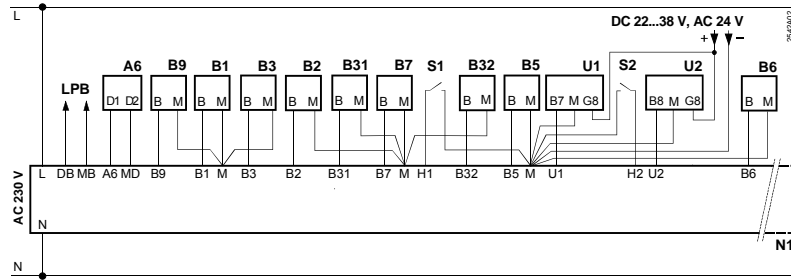 L
DC 22...38 V, AC 24 V
+ −
2542A02
A6 B9 B1 B3 B2 B31 B7 S1 B32 B5 U1 S2 U2 B6
LPB
D1 D2 B M B M B M B M B M B M B M B M B7 M G8 B8 M G8 B M
L DB MB A6 MD B9 B1 M B3 B2 B31 B7 M H1 B32 B5 M U1 H2 U2 B6
AC 230 V
N
N1
N